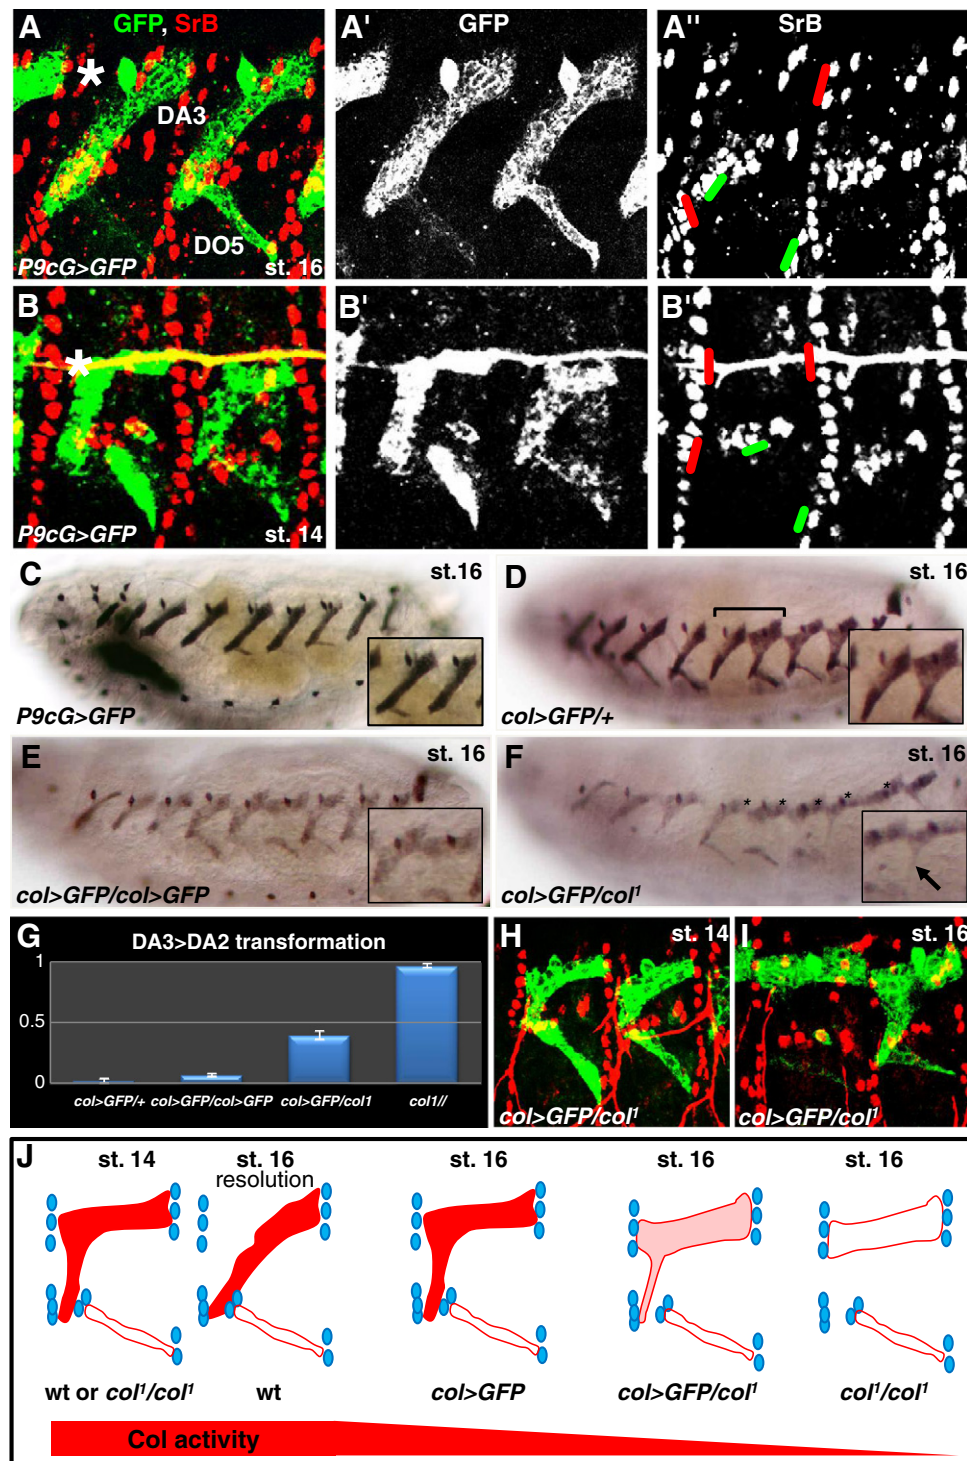 A GFP, SrB
A' GFP
A'' SrB
*
DA3
DO5
P9cG>GFP st. 16
B
B'
B''
*
P9cG>GFP st. 14
C st.16
P9cG>GFP
D st. 16
col>GFP/+
E st. 16
col>GFP/col>GFP
F st. 16
* * * * *
col>GFP/col¹
G DA3>DA2 transformation
1
0.5
0
col>GFP/+ col>GFP/col>GFP col>GFP/col1 col1//
H st. 14
col>GFP/col¹
I st. 16
col>GFP/col¹
J st. 14 st. 16 st. 16 st. 16 st. 16
resolution
wt or col¹/col¹ wt col>GFP col>GFP/col¹ col¹/col¹
Col activity